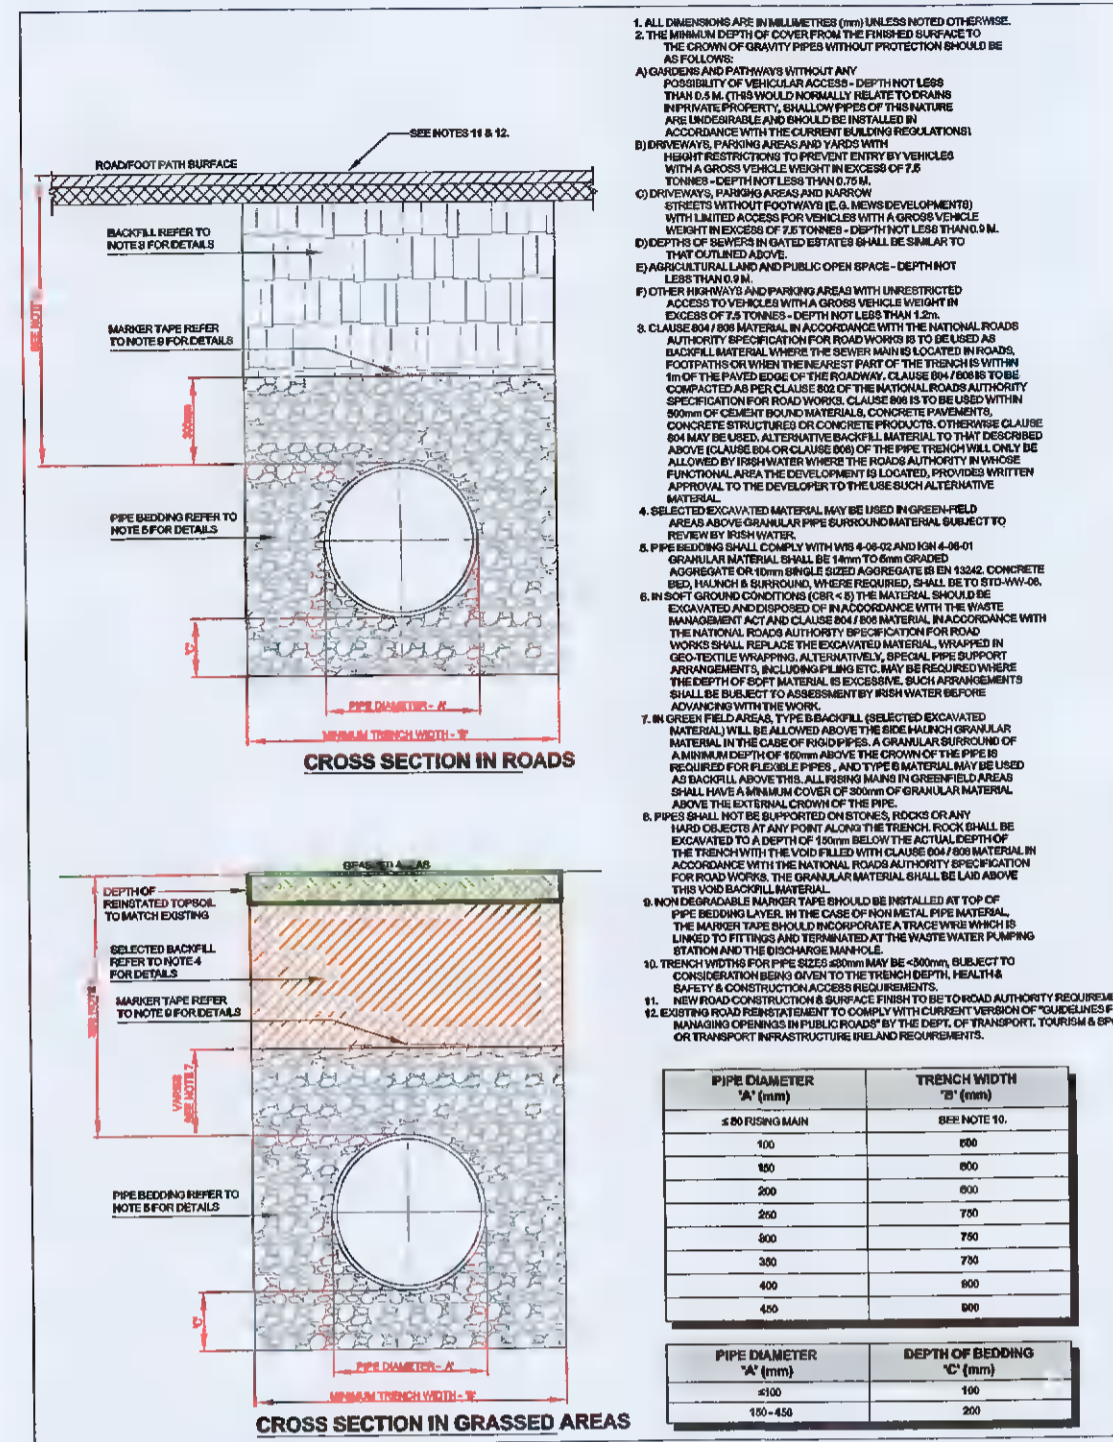 1. ALL DIMENSIONS ARE IN MILLIMETRES (mm) UNLESS NOTED OTHERWISE.
2. THE MINIMUM DEPTH OF COVER FROM THE FINISHED SURFACE TO
THE CROWN OF GRAVITY PIPES WITHOUT PROTECTION SHOULD BE
AS FOLLOWS:
A) GARDENS AND PATHWAYS WITHOUT ANY
POSSIBILITY OF VEHICULAR ACCESS - DEPTH NOT LESS
THAN 0.5 M. (THIS WOULD NORMALLY RELATE TO DRAINS
IN PRIVATE PROPERTY, SHALLOW PIPES OF THIS NATURE
ARE UNDESIRABLE AND SHOULD BE INSTALLED IN
ACCORDANCE WITH THE CURRENT BUILDING REGULATIONS)
B) DRIVEWAYS, PARKING AREAS AND YARDS WITH
HEIGHT RESTRICTIONS TO PREVENT ENTRY BY VEHICLES
WITH A GROSS VEHICLE WEIGHT IN EXCESS OF 7.5
TONNES - DEPTH NOT LESS THAN 0.75 M.
C) DRIVEWAYS, PARKING AREAS AND NARROW
STREETS WITHOUT FOOTWAYS (E.G. MEWS DEVELOPMENTS)
WITH LIMITED ACCESS FOR VEHICLES WITH A GROSS VEHICLE
WEIGHT IN EXCESS OF 7.5 TONNES - DEPTH NOT LESS THAN 0.9 M.
D) DEPTHS OF SEWERS IN GATED ESTATES SHALL BE SIMILAR TO
THAT OUTLINED ABOVE.
E) AGRICULTURAL LAND AND PUBLIC OPEN SPACE - DEPTH NOT
LESS THAN 0.9 M.
F) OTHER HIGHWAYS AND PARKING AREAS WITH UNRESTRICTED
ACCESS TO VEHICLES WITH A GROSS VEHICLE WEIGHT IN
EXCESS OF 7.5 TONNES - DEPTH NOT LESS THAN 1.2m.
3. CLAUSE 804 / 808 MATERIAL IN ACCORDANCE WITH THE NATIONAL ROADS
AUTHORITY SPECIFICATION FOR ROAD WORKS IS TO BE USED AS
BACKFILL MATERIAL WHERE THE SEWER MAIN IS LOCATED IN ROADS,
FOOTPATHS OR WHEN THE NEAREST PART OF THE TRENCH IS WITHIN
1m OF THE PAVED EDGE OF THE ROADWAY. CLAUSE 804 / 808 IS TO BE
COMPACTED AS PER CLAUSE 802 OF THE NATIONAL ROADS AUTHORITY
SPECIFICATION FOR ROAD WORKS. CLAUSE 808 IS TO BE USED WITHIN
500mm OF CEMENT BOUND MATERIALS, CONCRETE PAVEMENTS,
CONCRETE STRUCTURES OR CONCRETE PRODUCTS. OTHERWISE CLAUSE
804 MAY BE USED. ALTERNATIVE BACKFILL MATERIAL TO THAT DESCRIBED
ABOVE (CLAUSE 804 OR CLAUSE 808) OF THE PIPE TRENCH WILL ONLY BE
ALLOWED BY IRISH WATER WHERE THE ROADS AUTHORITY IN WHOSE
FUNCTIONAL AREA THE DEVELOPMENT IS LOCATED, PROVIDES WRITTEN
APPROVAL TO THE DEVELOPER TO THE USE SUCH ALTERNATIVE
MATERIAL.
4. SELECTED EXCAVATED MATERIAL MAY BE USED IN GREEN-FIELD
AREAS ABOVE GRANULAR PIPE SURROUND MATERIAL SUBJECT TO
REVIEW BY IRISH WATER.
5. PIPE BEDDING SHALL COMPLY WITH WIS 4-08-02 AND IGN 4-08-01
GRANULAR MATERIAL SHALL BE 14mm TO 5mm GRADED
AGGREGATE OR 10mm SINGLE SIZED AGGREGATE IS EN 13242. CONCRETE
BED, HAUNCH & SURROUND, WHERE REQUIRED, SHALL BE TO STD-WW-08.
6. IN SOFT GROUND CONDITIONS (CBR < 5) THE MATERIAL SHOULD BE
EXCAVATED AND DISPOSED OF IN ACCORDANCE WITH THE WASTE
MANAGEMENT ACT AND CLAUSE 804 / 808 MATERIAL IN ACCORDANCE WITH
THE NATIONAL ROADS AUTHORITY SPECIFICATION FOR ROAD
WORKS SHALL REPLACE THE EXCAVATED MATERIAL, WRAPPED IN
GEO-TEXTILE WRAPPING. ALTERNATIVELY, SPECIAL PIPE SUPPORT
ARRANGEMENTS, INCLUDING PILING ETC. MAY BE REQUIRED WHERE
THE DEPTH OF SOFT MATERIAL IS EXCESSIVE. SUCH ARRANGEMENTS
SHALL BE SUBJECT TO ASSESSMENT BY IRISH WATER BEFORE
ADVANCING WITH THE WORK.
7. IN GREEN FIELD AREAS, TYPE B BACKFILL (SELECTED EXCAVATED
MATERIAL) WILL BE ALLOWED ABOVE THE SIDE HAUNCH GRANULAR
MATERIAL IN THE CASE OF RIGID PIPES. A GRANULAR SURROUND OF
A MINIMUM DEPTH OF 150mm ABOVE THE CROWN OF THE PIPE IS
REQUIRED FOR FLEXIBLE PIPES , AND TYPE B MATERIAL MAY BE USED
AS BACKFILL ABOVE THIS. ALL RISING MAINS IN GREENFIELD AREAS
SHALL HAVE A MINIMUM COVER OF 300mm OF GRANULAR MATERIAL
ABOVE THE EXTERNAL CROWN OF THE PIPE.
8. PIPES SHALL NOT BE SUPPORTED ON STONES, ROCKS OR ANY
HARD OBJECTS AT ANY POINT ALONG THE TRENCH. ROCK SHALL BE
EXCAVATED TO A DEPTH OF 150mm BELOW THE ACTUAL DEPTH OF
THE TRENCH WITH THE VOID FILLED WITH CLAUSE 804 / 808 MATERIAL IN
ACCORDANCE WITH THE NATIONAL ROADS AUTHORITY SPECIFICATION
FOR ROAD WORKS. THE GRANULAR MATERIAL SHALL BE LAID ABOVE
THIS VOID BACKFILL MATERIAL.
9. NON DEGRADABLE MARKER TAPE SHOULD BE INSTALLED AT TOP OF
PIPE BEDDING LAYER. IN THE CASE OF NON METAL PIPE MATERIAL,
THE MARKER TAPE SHOULD INCORPORATE A TRACE WIRE WHICH IS
LINKED TO FITTINGS AND TERMINATED AT THE WASTE WATER PUMPING
STATION AND THE DISCHARGE MANHOLE.
10. TRENCH WIDTHS FOR PIPE SIZES ≤80mm MAY BE <500mm, SUBJECT TO
CONSIDERATION BEING GIVEN TO THE TRENCH DEPTH, HEALTH &
SAFETY & CONSTRUCTION ACCESS REQUIREMENTS.
11. NEW ROAD CONSTRUCTION & SURFACE FINISH TO BE TO ROAD AUTHORITY
12. EXISTING ROAD REINSTATEMENT TO COMPLY WITH CURRENT VERSION OF "GUIDELINES
MANAGING OPENINGS IN PUBLIC ROADS" BY THE DEPT. OF TRANSPORT, TOURISM &
OR TRANSPORT INFRASTRUCTURE IRELAND REQUIREMENTS.
SEE NOTES 11 & 12.
ROAD/FOOT PATH SURFACE
BACKFILL REFER TO
NOTE 3 FOR DETAILS
SEE NOTE
MARKER TAPE REFER
TO NOTE 9 FOR DETAILS
300mm
PIPE BEDDING REFER TO
NOTE 5 FOR DETAILS
'C'
PIPE DIAMETER - 'A'
MINIMUM TRENCH WIDTH - 'B'
CROSS SECTION IN ROADS
GRASSED AREAS
DEPTH OF
REINSTATED TOPSOIL
TO MATCH EXISTING
SELECTED BACKFILL
REFER TO NOTE 4
FOR DETAILS
SEE NOTE 2
MARKER TAPE REFER
TO NOTE 9 FOR DETAILS
VARIES
SEE NOTE 7
PIPE BEDDING REFER TO
NOTE 5 FOR DETAILS
'C'
PIPE DIAMETER - 'A'
MINIMUM TRENCH WIDTH - 'B'
CROSS SECTION IN GRASSED AREAS
PIPE DIAMETER TRENCH WIDTH
'A' (mm) 'B' (mm)
≤ 80 RISING MAIN SEE NOTE 10.
100 600
150 600
200 600
250 750
300 750
350 750
400 900
450 900
PIPE DIAMETER DEPTH OF BEDDING
'A' (mm) 'C' (mm)
≤100 100
150 - 450 200